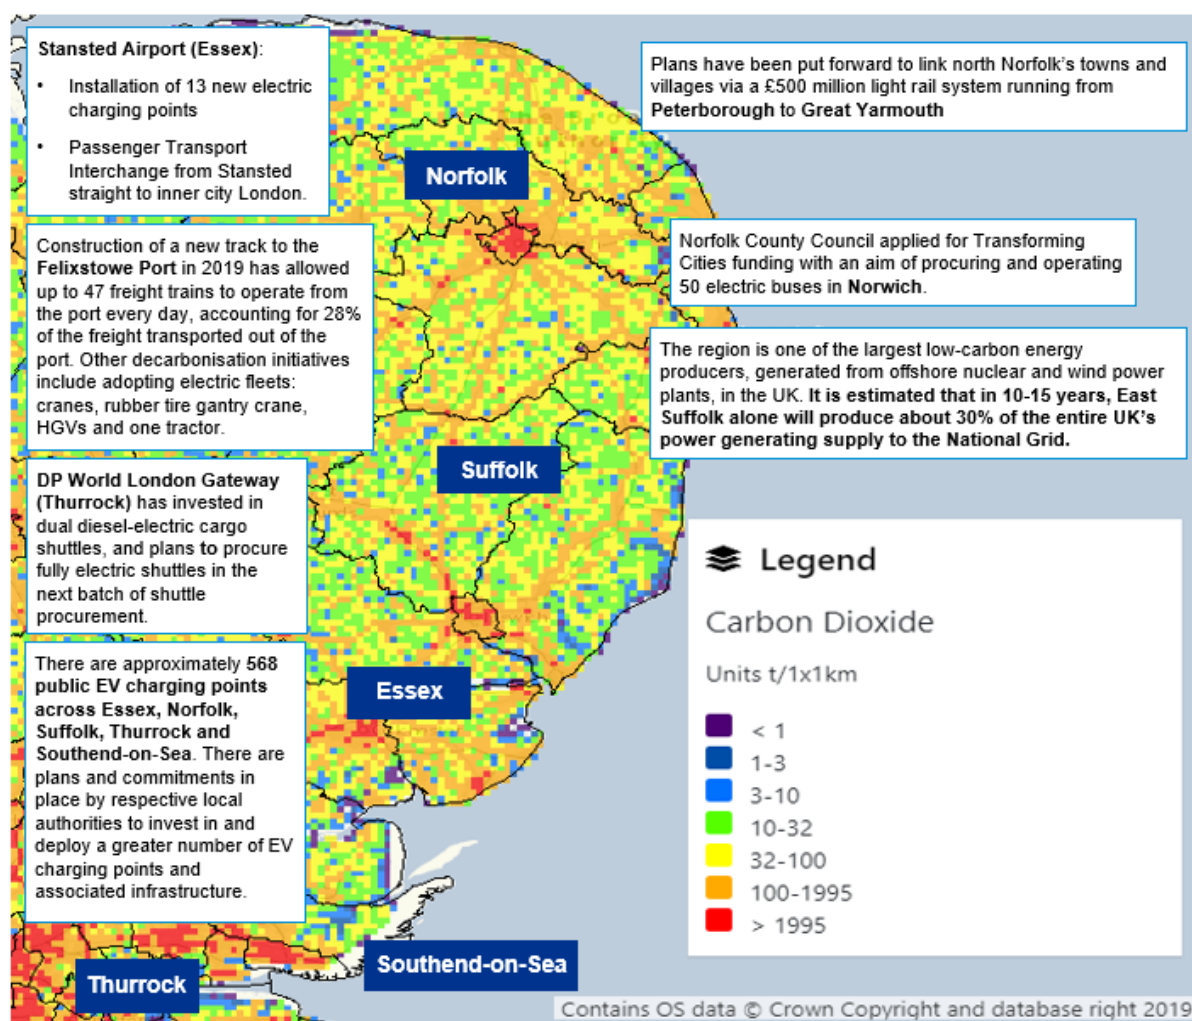 Stansted Airport (Essex):
• Installation of 13 new electric
charging points
• Passenger Transport
Interchange from Stansted
straight to inner city London.
Construction of a new track to the
Felixstowe Port in 2019 has allowed
up to 47 freight trains to operate from
the port every day, accounting for 28%
of the freight transported out of the
port. Other decarbonisation initiatives
include adopting electric fleets:
cranes, rubber tire gantry crane,
HGVs and one tractor.
DP World London Gateway
(Thurrock) has invested in
dual diesel-electric cargo
shuttles, and plans to procure
fully electric shuttles in the
next batch of shuttle
procurement.
There are approximately 568
public EV charging points
across Essex, Norfolk,
Suffolk, Thurrock and
Southend-on-Sea. There are
plans and commitments in
place by respective local
authorities to invest in and
deploy a greater number of EV
charging points and
associated infrastructure.
Norfolk
Suffolk
Essex
Southend-on-Sea
Thurrock
Plans have been put forward to link north Norfolk's towns and
villages via a £500 million light rail system running from
Peterborough to Great Yarmouth
Norfolk County Council applied for Transforming
Cities funding with an aim of procuring and operating
50 electric buses in Norwich.
The region is one of the largest low-carbon energy
producers, generated from offshore nuclear and wind power
plants, in the UK. It is estimated that in 10-15 years, East
Suffolk alone will produce about 30% of the entire UK's
power generating supply to the National Grid.
Legend
Carbon Dioxide
Units t/1x1km
< 1
1-3
3-10
10-32
32-100
100-1995
> 1995
Contains OS data © Crown Copyright and database right 2019